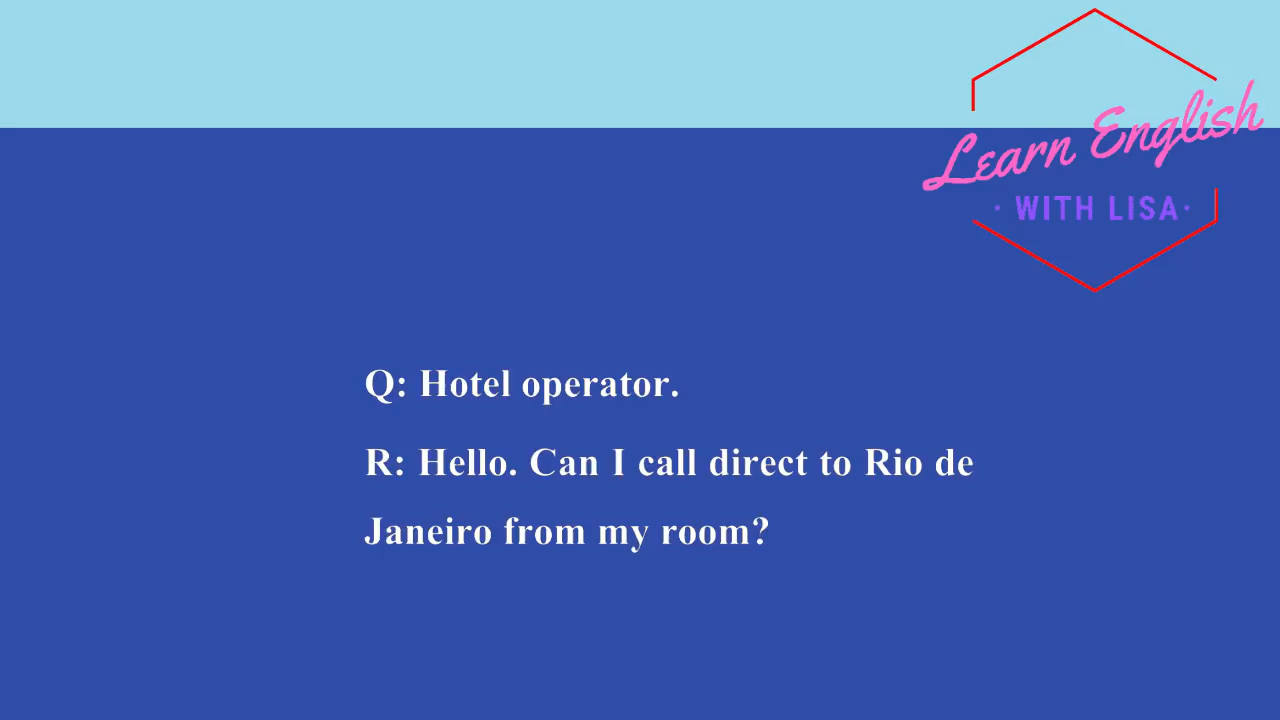 Learn English
· WITH LISA·
Q: Hotel operator.
R: Hello. Can I call direct to Rio de
Janeiro from my room?